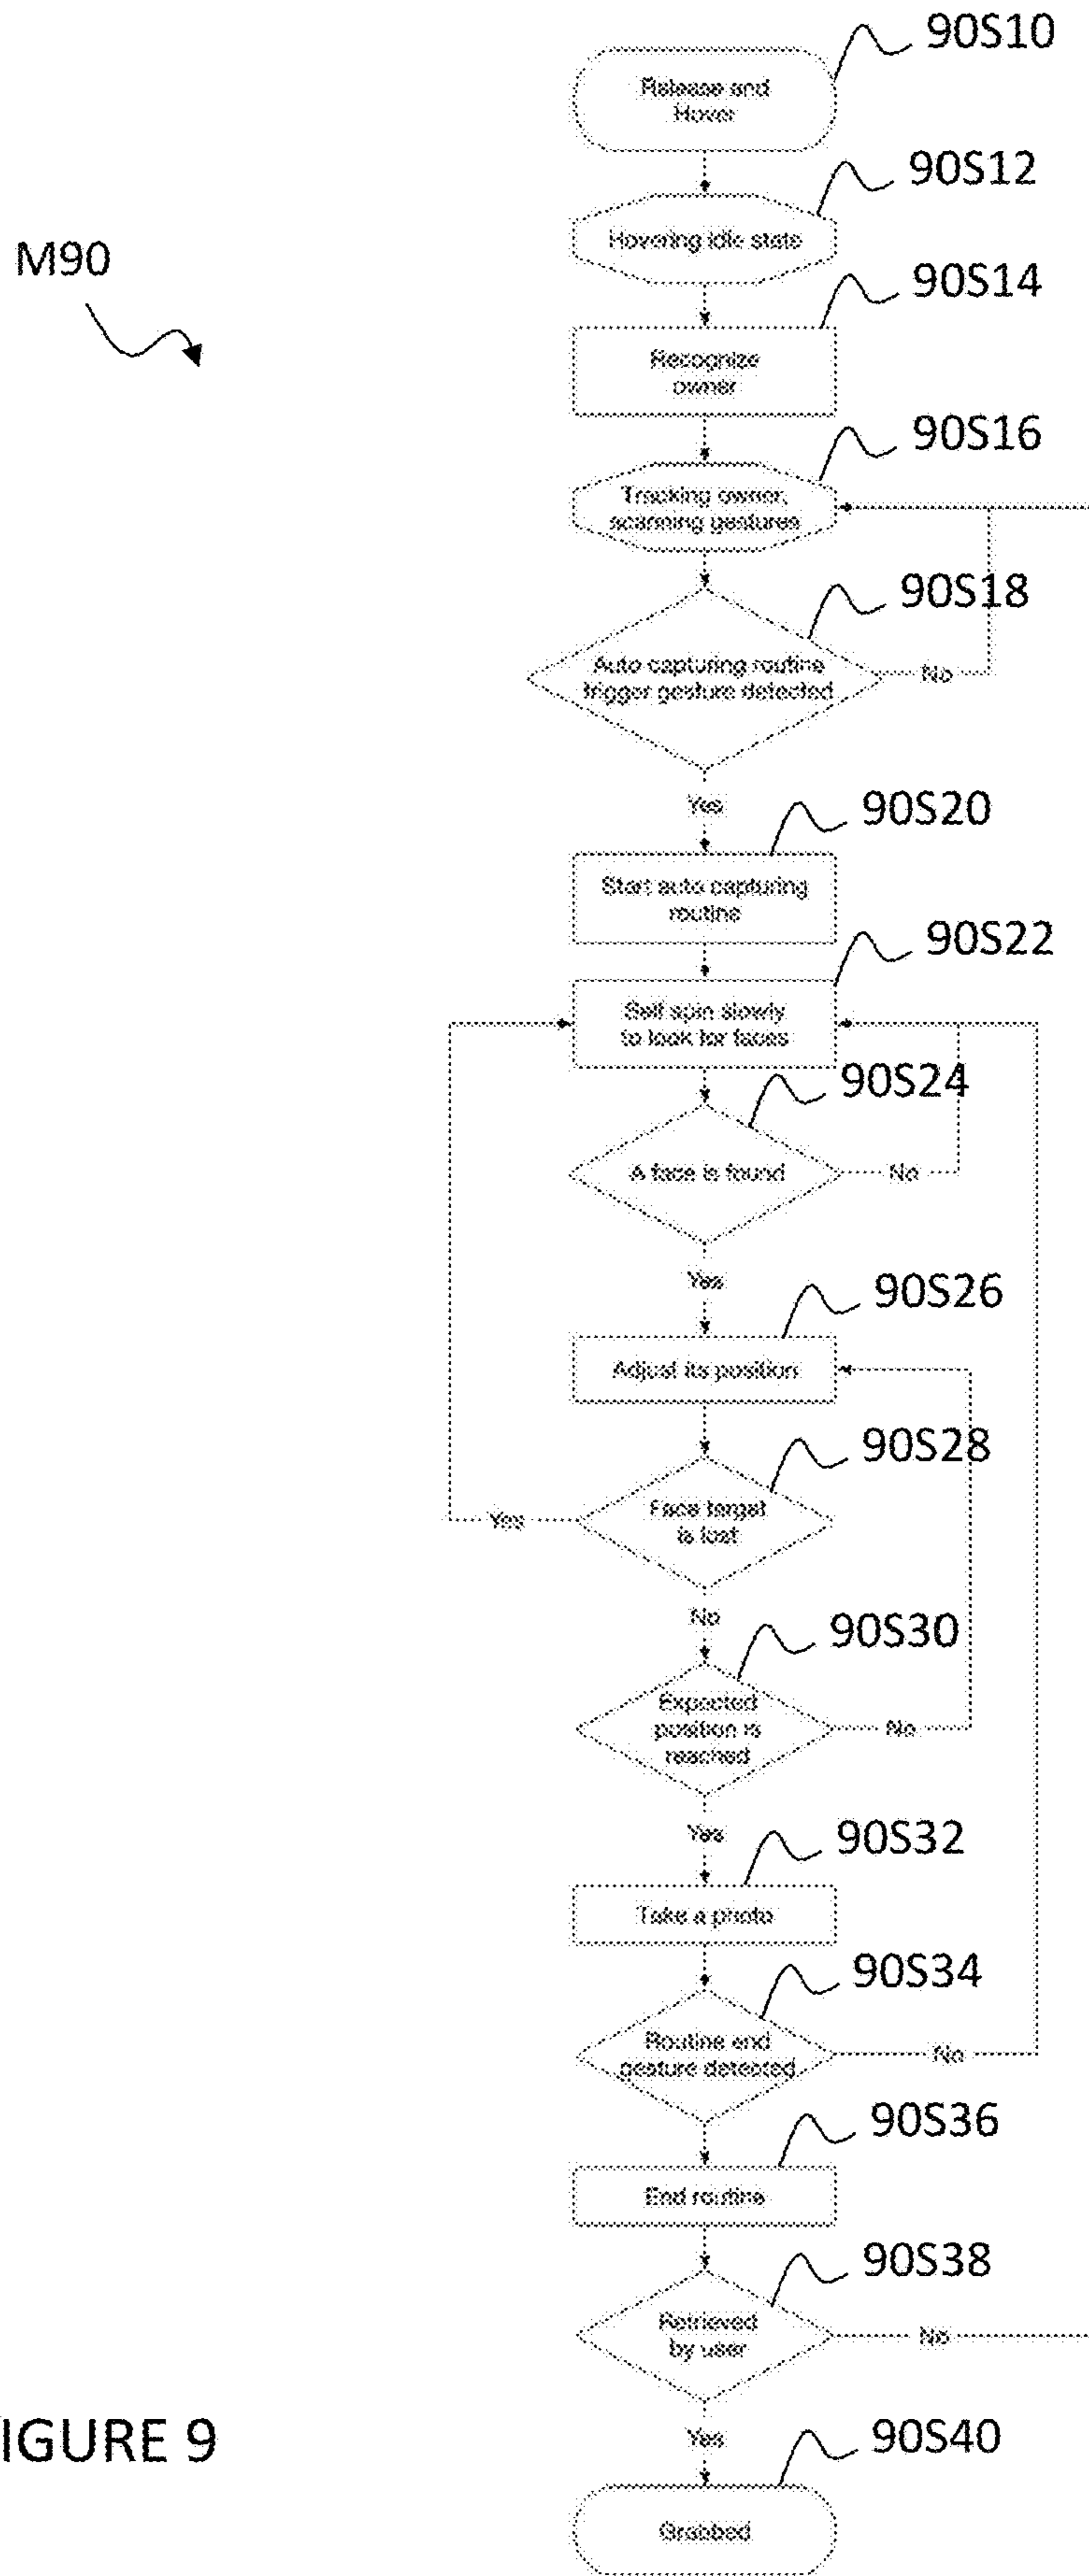 90S10
Release and
Hover
90S12
Hovering idle state
M90
90S14
Recognize
owner
90S16
Tracking owner,
scanning gestures
90S18
Auto capturing routine
trigger gesture detected
No
Yes
90S20
Start auto capturing
routine
90S22
Self spin slowly
to look for faces
90S24
A face is found
No
Yes
90S26
Adjust its position
90S28
Face target
is lost
Yes
No
90S30
Expected
position is
reached
No
Yes
90S32
Take a photo
90S34
Routine end
gesture detected
No
90S36
End routine
90S38
Retrieved
by user
No
Yes
IGURE 9
90S40
Grabbed